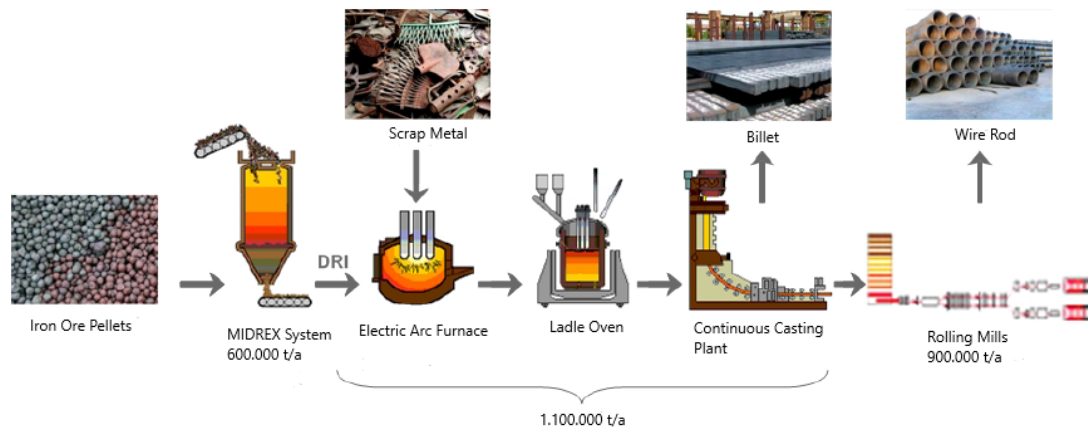 Scrap Metal
Billet
Wire Rod
DRI
Iron Ore Pellets
MIDREX System
600.000 t/a
Electric Arc Furnace
Ladle Oven
Continuous Casting
Plant
Rolling Mills
900.000 t/a
1.100.000 t/a